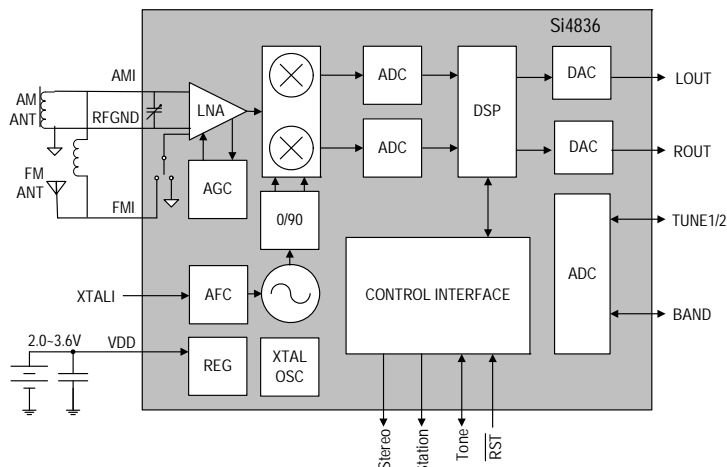 Si4836
AMI
AM
ANT
RFGND
LNA
ADC
DAC
LOUT
DSP
ADC
DAC
ROUT
FM
ANT
FMI
AGC
0/90
TUNE1/2
ADC
BAND
CONTROL INTERFACE
XTALI
AFC
2.0~3.6V
VDD
REG
XTAL
OSC
Stereo
Station
Tone
RST